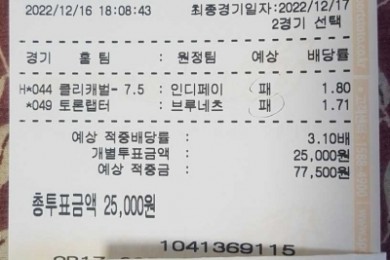 2022/12/16 18:08:43 최종경기일자:2022/12/17
2경기 선택
경기 홈 팀 : 원정팀 예상 배당률
H*044 클리캐벌- 7.5 : 인디페이 패 1.80
*049 토론랩터 : 브루네츠 패 1.71
예상 적중배당률 : 3.10배
개별투표금액 : 25,000원
예상 적중금 : 77,500원
총투표금액 25,000원
1041369115